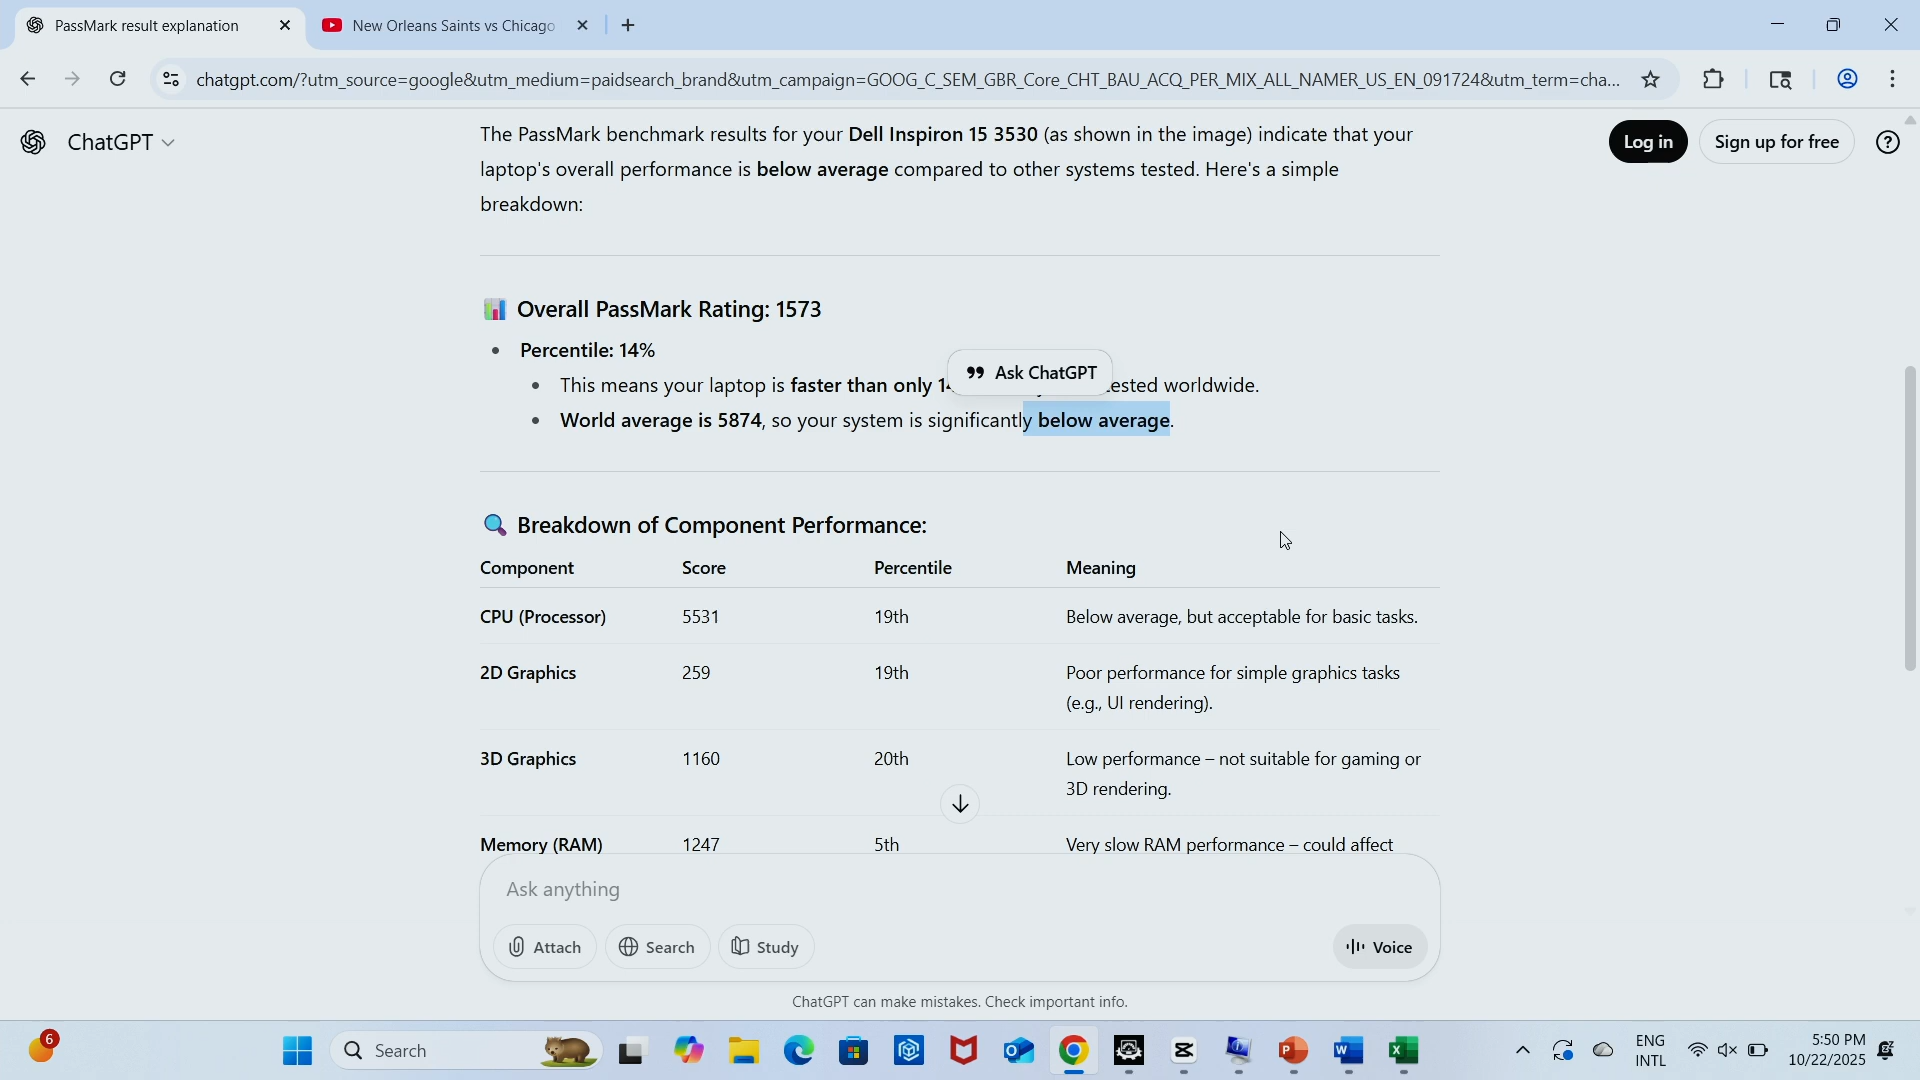 PassMark result explanation
New Orleans Saints vs Chicago
chatgpt.com/?utm_source=google&utm_medium=paidsearch_brand&utm_campaign=GOOG_C_SEM_GBR_Core_CHT_BAU_ACQ_PER_MIX_ALL_NAMER_US_EN_091724&utm_term=cha...
ChatGPT
Log in
Sign up for free
The PassMark benchmark results for your Dell Inspiron 15 3530 (as shown in the image) indicate that your
laptop's overall performance is below average compared to other systems tested. Here's a simple
breakdown:
Overall PassMark Rating: 1573
Percentile: 14%
Ask ChatGPT
This means your laptop is faster than only tested worldwide.
World average is 5874, so your system is significantly below average.
Breakdown of Component Performance:
Component Score Percentile Meaning
CPU (Processor) 5531 19th Below average, but acceptable for basic tasks.
2D Graphics 259 19th Poor performance for simple graphics tasks
(e.g., UI rendering).
3D Graphics 1160 20th Low performance – not suitable for gaming or
3D rendering.
Memory (RAM) 1247 5th Very slow RAM performance – could affect
Ask anything
Attach Search Study Voice
ChatGPT can make mistakes. Check important info.
6
Search
ENG
INTL
5:50 PM
10/22/2025